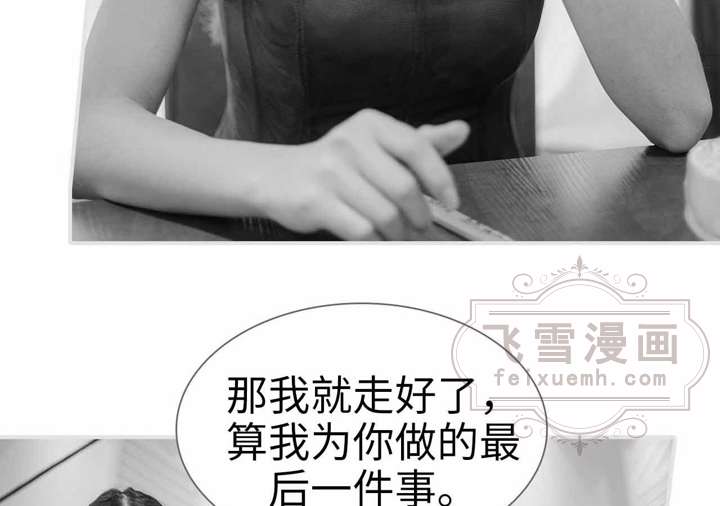 飞雪漫画
feixuemh.com
那我就走好了，
算我为你做的最
后一件事。